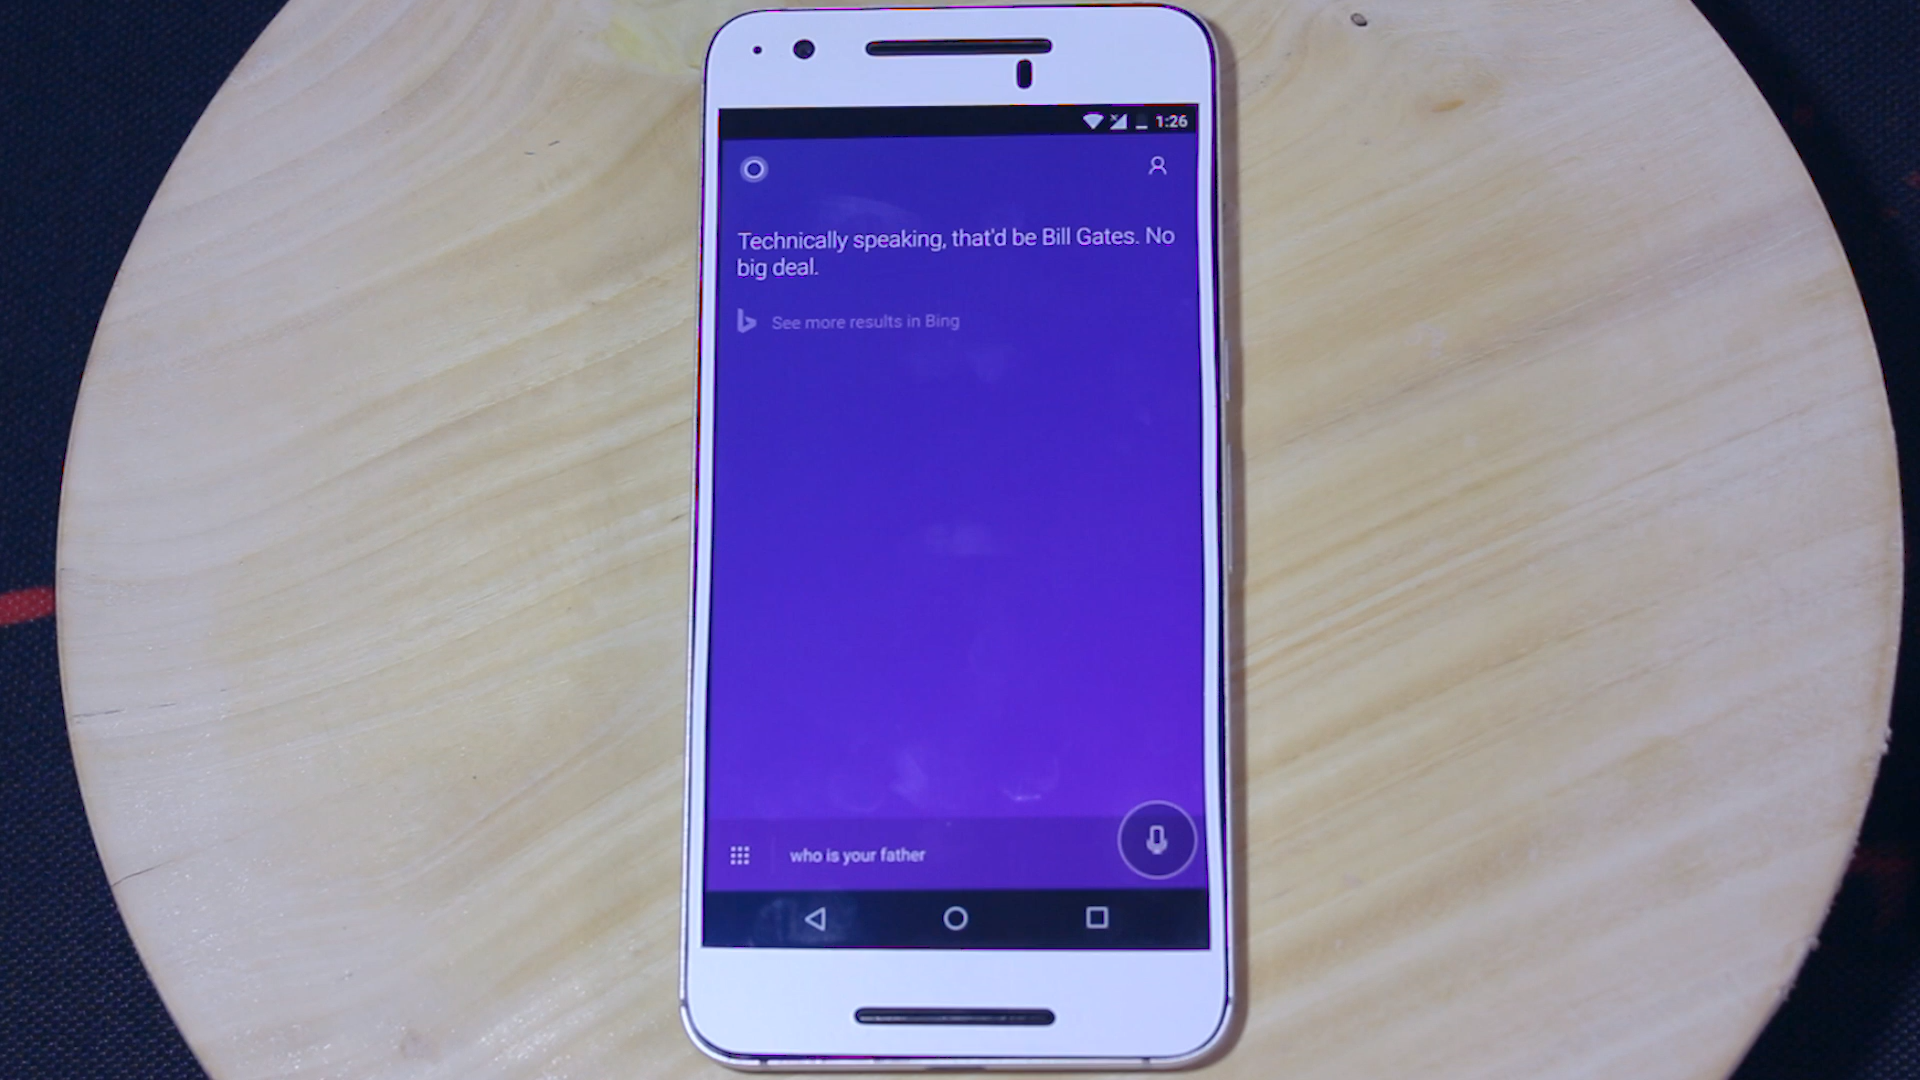 1:26
Technically speaking, that'd be Bill Gates. No
big deal.
See more results in Bing
who is your father